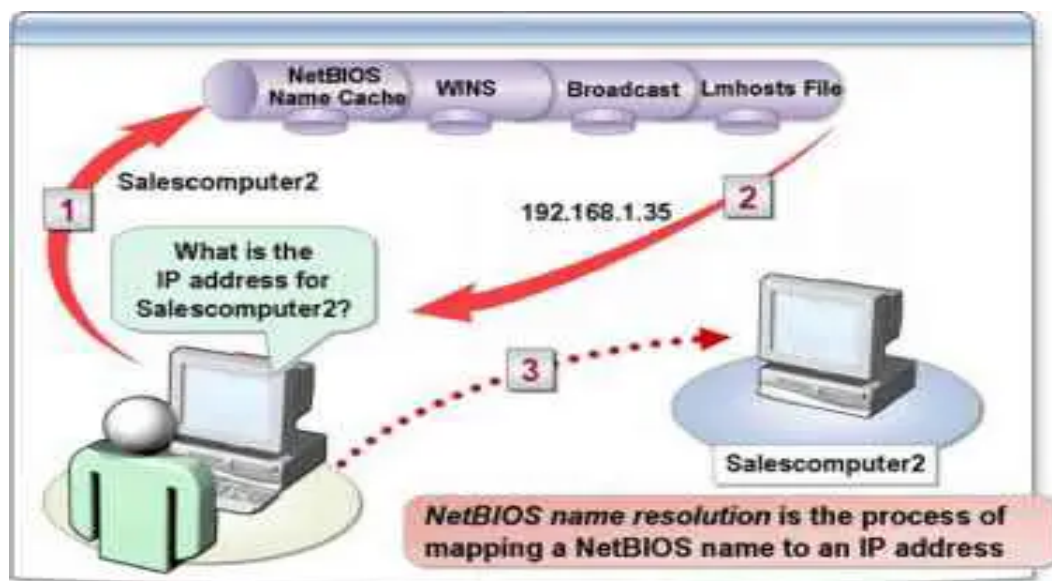 NetBIOS
Name Cache
WINS
Broadcast
Lmhosts File
Salescomputer2
1
192.168.1.35
2
What is the
IP address for
Salescomputer2?
3
Salescomputer2
NetBIOS name resolution is the process of
mapping a NetBIOS name to an IP address